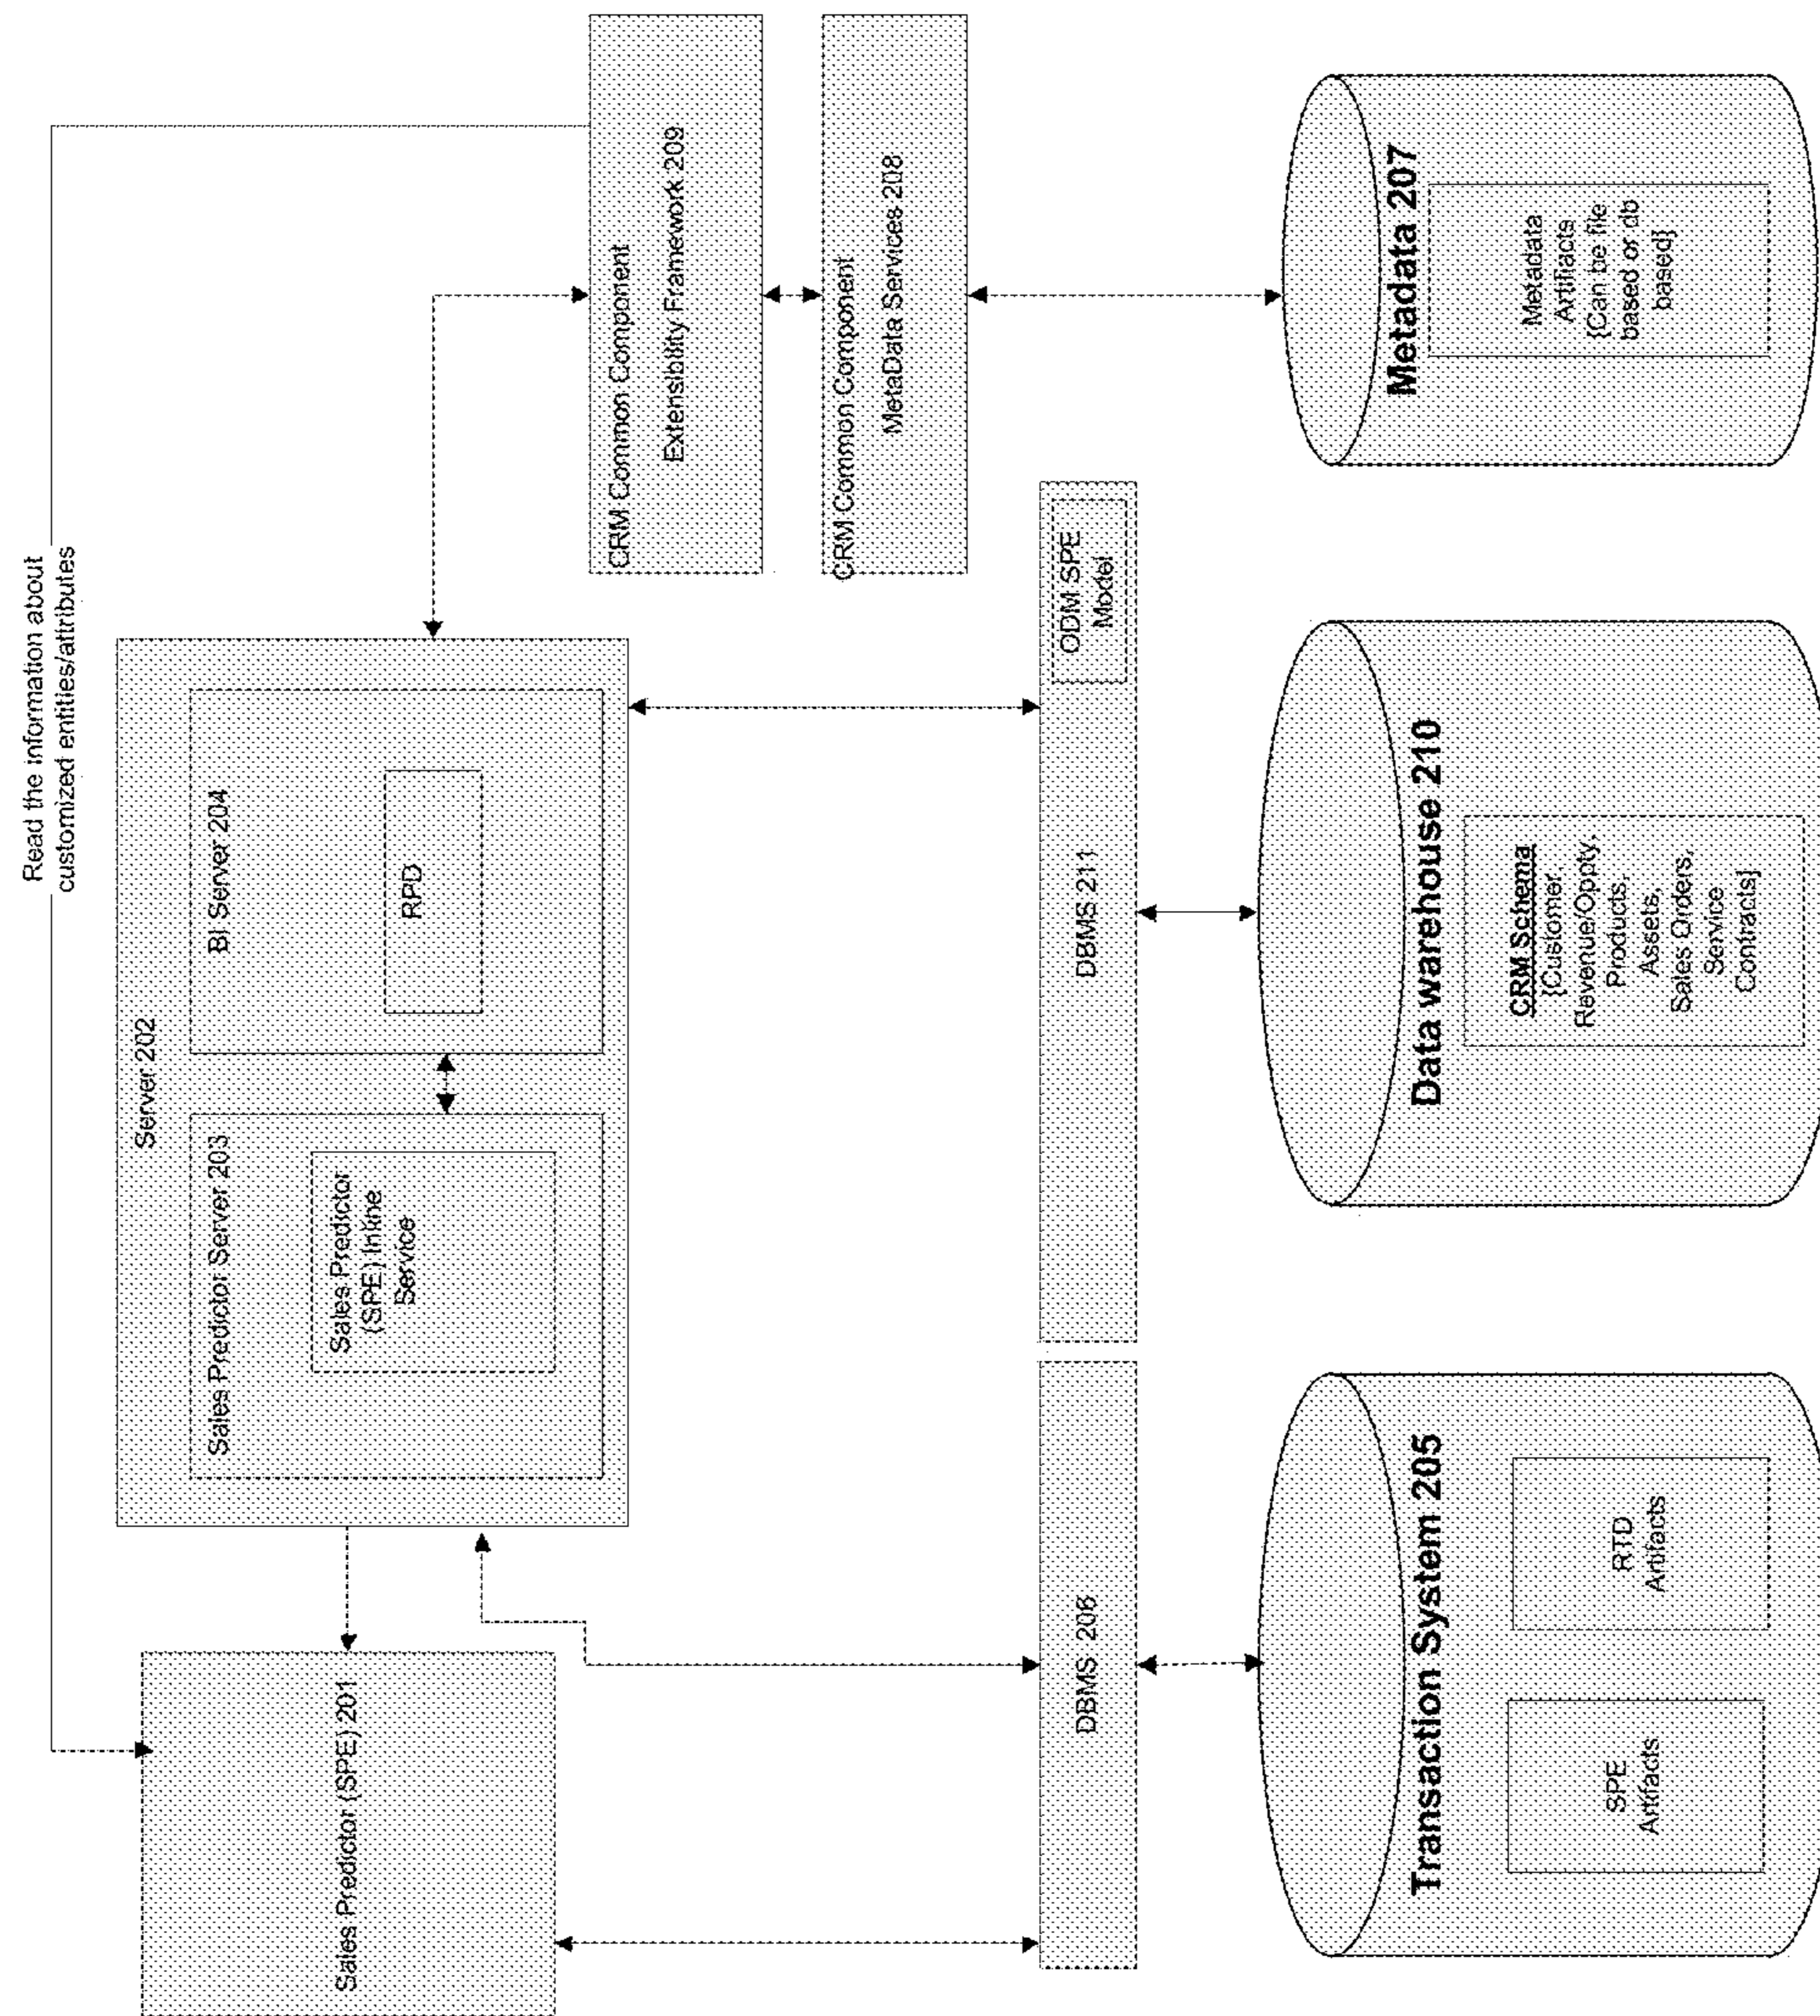 Read the information about
customized entities/attributes
Sales Predictor (SPE) 201
Server 202
Sales Predictor Server 203
Sales Predictor
(SPE) Inline
Service
BI Server 204
RPD
CRM Common Component
Extensibility Framework 209
CRM Common Component
MetaData Services 208
DBMS 206
DBMS 211
ODM SPE
Model
Transaction System 205
SPE
Artifacts
RTD
Artifacts
Data warehouse 210
CRM Schema
[Customer
Revenue/Oppty,
Products,
Assets,
Sales Orders,
Service
Contracts]
Metadata 207
Metadata
Artifiacts
[Can be file
based or db
based]